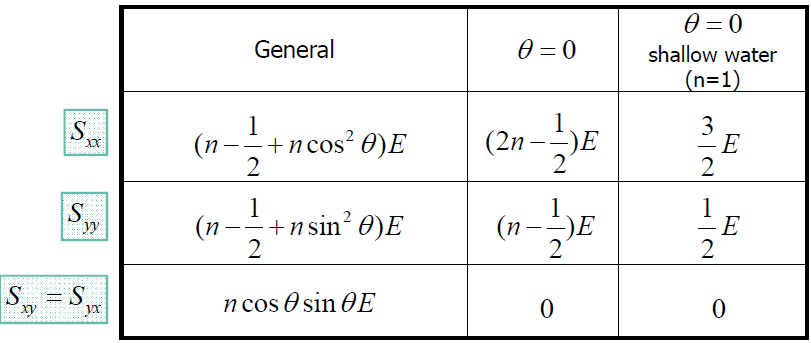 General
θ = 0
θ = 0
shallow water
(n=1)
S_xx
(n − 1/2 + n cos² θ)E
(2n − 1/2)E
3/2 E
S_yy
(n − 1/2 + n sin² θ)E
(n − 1/2)E
1/2 E
S_xy = S_yx
n cos θ sin θE
0
0